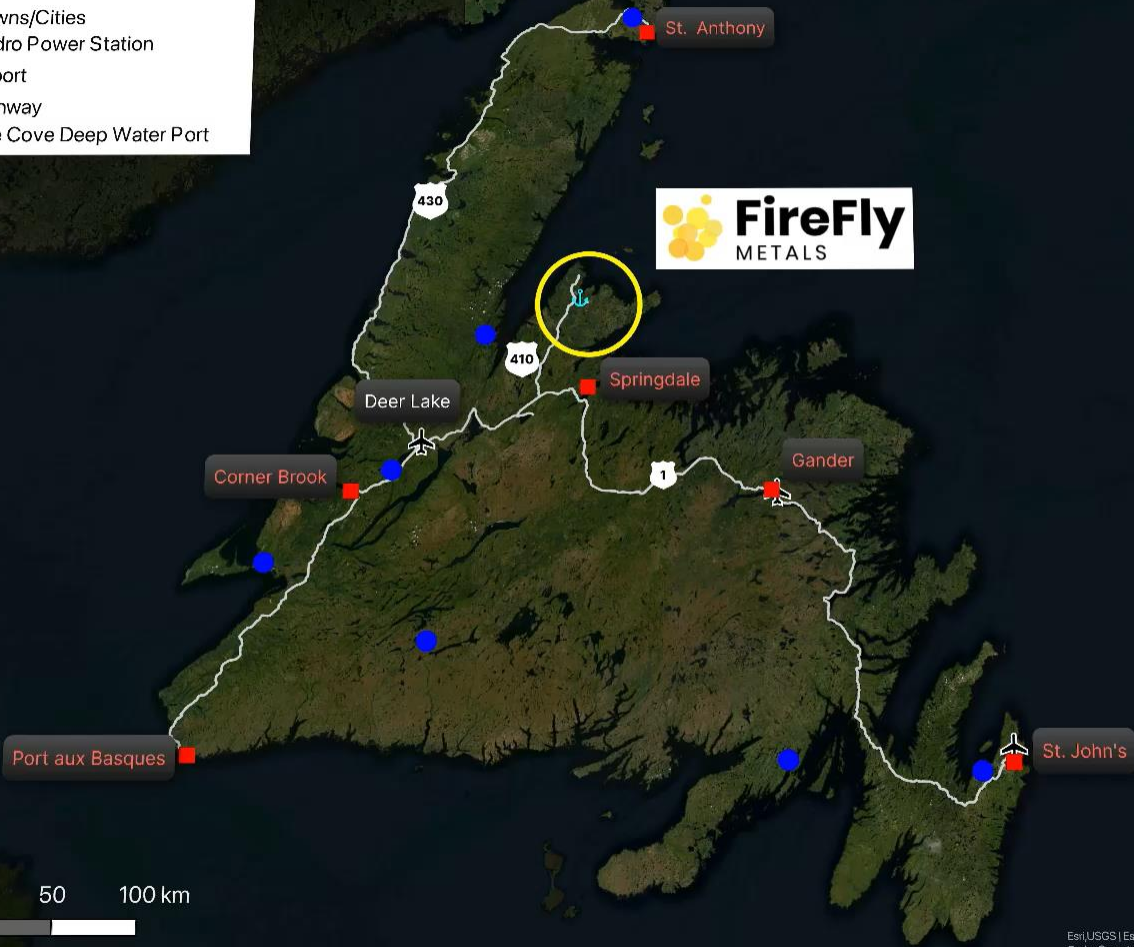 wns/Cities
dro Power Station
port
hway
e Cove Deep Water Port
St. Anthony
430
FireFly
METALS
410
Springdale
Deer Lake
Corner Brook
1
Gander
Port aux Basques
St. John's
50 100 km
Esri,USGS | Es